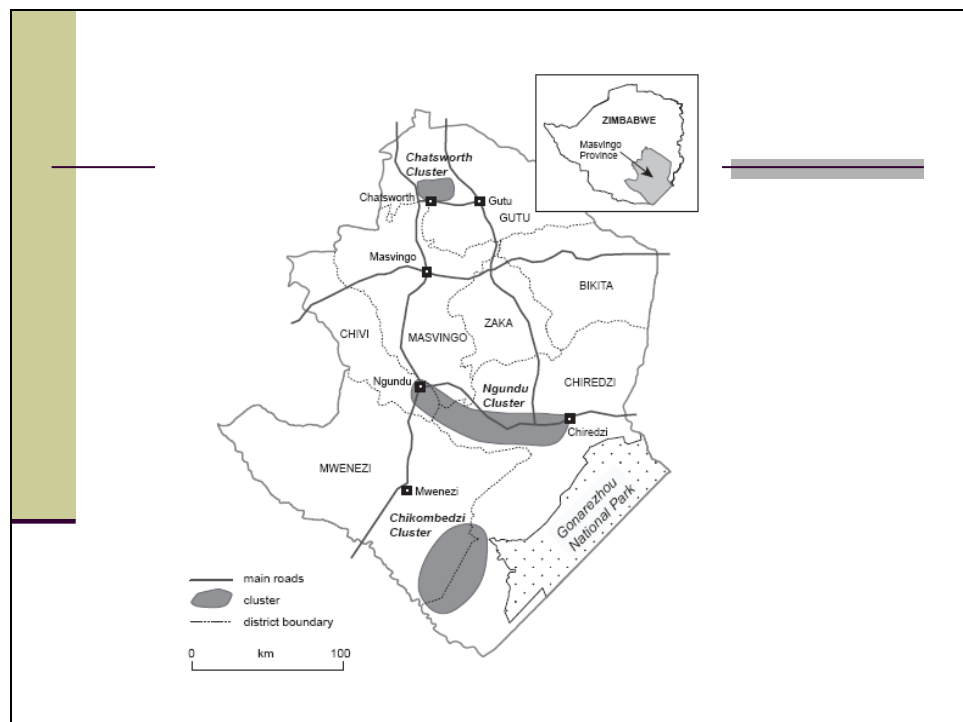 ZIMBABWE
Masvingo
Province
Chatsworth
Cluster
Chatsworth
Gutu
GUTU
Masvingo
BIKITA
CHIVI
MASVINGO
ZAKA
Ngundu
Ngundu
Cluster
CHIREDZI
Chiredzi
MWENEZI
Mwenezi
Gonarezhou
National Park
Chikombedzi
Cluster
main roads
cluster
district boundary
0 km 100